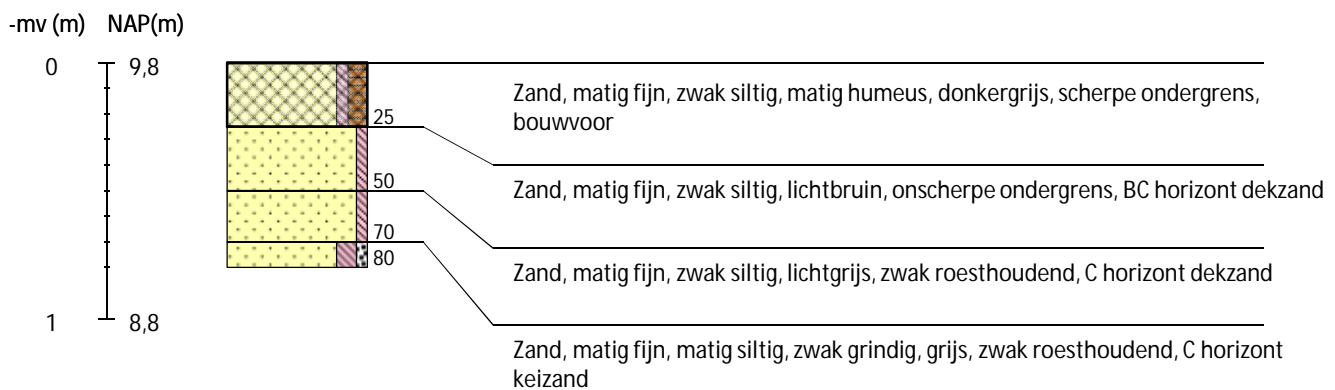 -mv (m) NAP(m)
0 9,8
Zand, matig fijn, zwak siltig, matig humeus, donkergrijs, scherpe ondergrens,
bouwvoor
25
Zand, matig fijn, zwak siltig, lichtbruin, onscherpe ondergrens, BC horizont dekzand
50
70
Zand, matig fijn, zwak siltig, lichtgrijs, zwak roesthoudend, C horizont dekzand
80
1 8,8
Zand, matig fijn, matig siltig, zwak grindig, grijs, zwak roesthoudend, C horizont
keizand